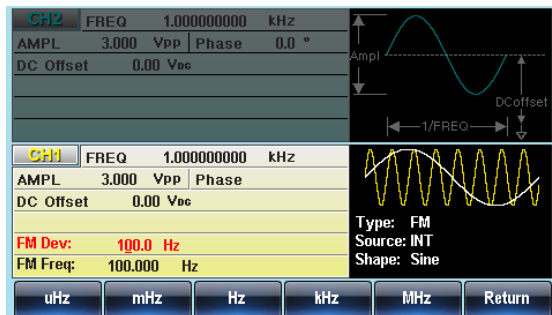 CH2 FREQ 1.000000000 kHz
AMPL 3.000 Vpp Phase 0.0 °
DC Offset 0.00 VDC
Ampl
DCoffset
1/FREQ
CH1 FREQ 1.000000000 kHz
AMPL 3.000 Vpp Phase
DC Offset 0.00 VDC
FM Dev: 100.0 Hz
FM Freq: 100.000 Hz
Type: FM
Source: INT
Shape: Sine
uHz mHz Hz kHz MHz Return